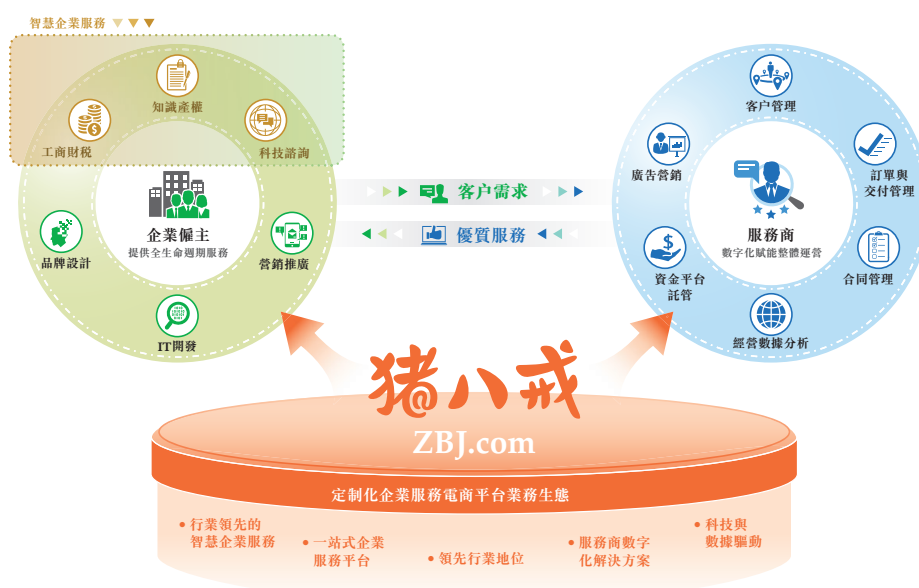 智慧企業服務
知識產權
工商財稅
科技諮詢
企業僱主
提供全生命週期服務
品牌設計
營銷推廣
IT開發
客户需求
優質服務
客户管理
廣告營銷
訂單與
交付管理
服務商
數字化賦能整體運營
資金平台
託管
合同管理
經營數據分析
猪八戒
ZBJ.com
定制化企業服務電商平台業務生態
• 行業領先的
智慧企業服務
• 一站式企業
服務平台
• 領先行業地位
• 服務商數字
化解決方案
• 科技與
數據驅動